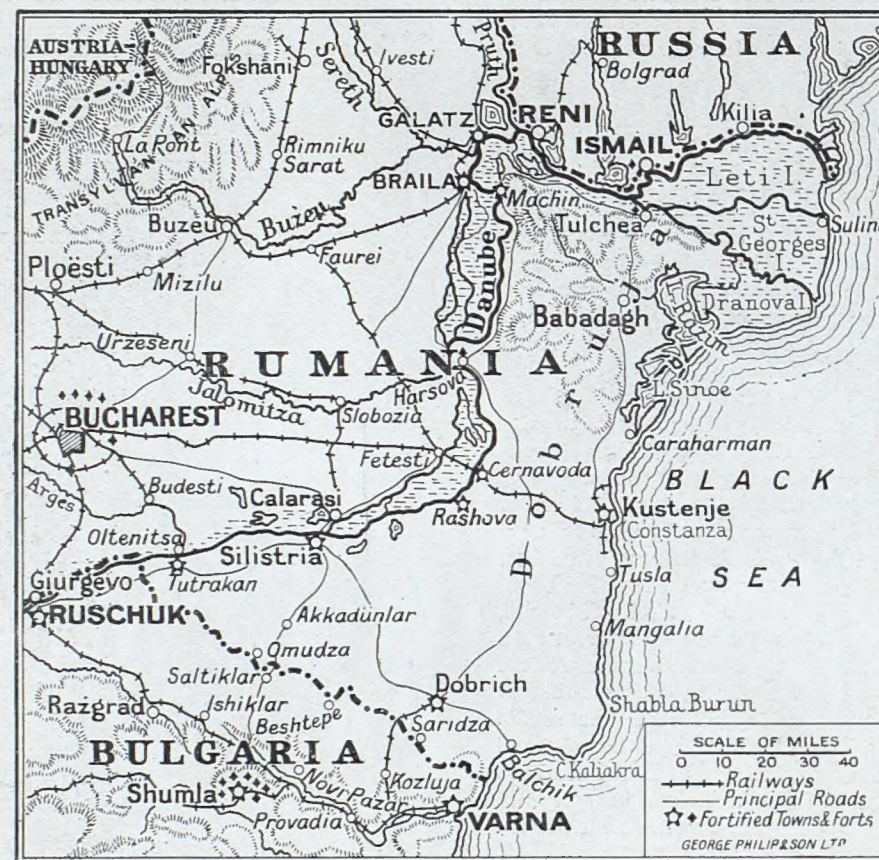 AUSTRIA-
HUNGARY
RUSSIA
Fokshani
Sereth
Ivesti
Pruth
Bolgrad
GALATZ
RENI
Kilia
ISMAIL
La Pont
Rimniku
Sarat
TRANSYLVANIAN ALPS
BRAILA
Machin
Leti I.
Buzeu
Buzeu
Tulchea
St
Georges
I.
Sulina
Faurei
Ploësti
Mizilu
Danube
Dranova I.
Babadagh
Urzeseni
RUMANIA
Harsova
Jalomitza
Slobozia
L. Sinoe
BUCHAREST
Caraharman
Fetesti
Cernavoda
BLACK
SEA
Arges
Budesti
Calarasi
Rashova
Kustenje
(Constanza)
Dobruja
Oltenitsa
Silistria
Giurgevo
Tutrakan
Tusla
RUSCHUK
Akkadünlar
Mangalia
Omudza
Saltiklar
Dobrich
Shabla Burun
Razgrad
Ishiklar
Beshtepe
Saridza
BULGARIA
Balchik
C. Kaliakra
Shumla
Novi Pazar
Kozluja
Provadia
VARNA
SCALE OF MILES
0 10 20 30 40
Railways
Principal Roads
Fortified Towns & Forts
GEORGE PHILIP & SON LTD